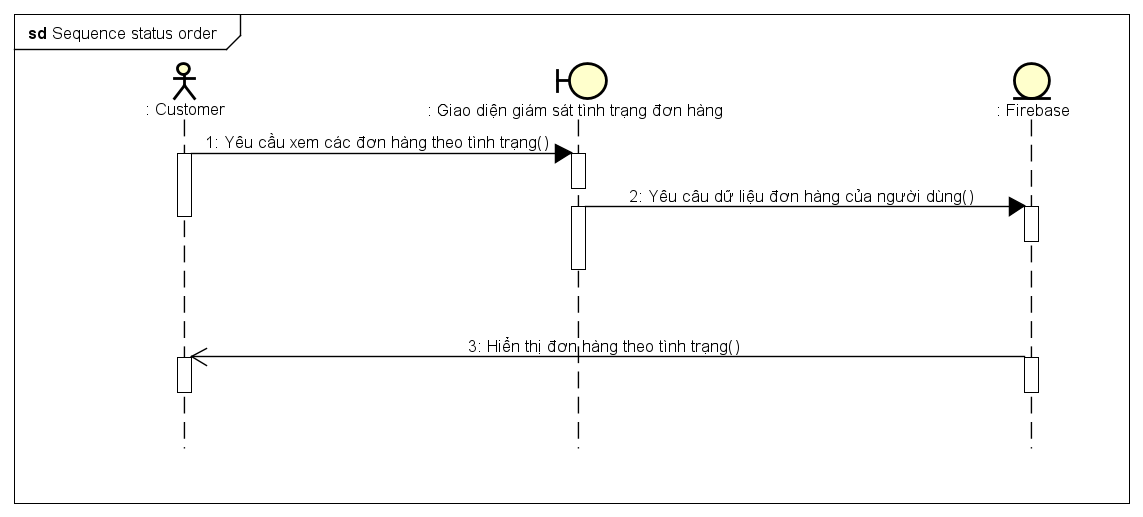 sd Sequence status order
: Customer
: Giao diện giám sát tình trạng đơn hàng
: Firebase
1: Yêu cầu xem các đơn hàng theo tình trạng()
2: Yêu câu dữ liệu đơn hàng của người dùng()
3: Hiển thị đơn hàng theo tình trạng()